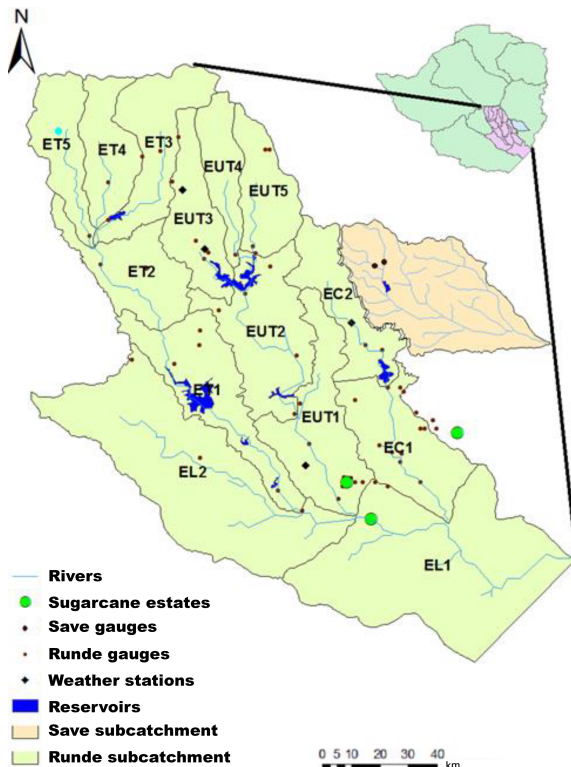 N
ET5
ET4
ET3
EUT4
EUT5
EUT3
ET2
EC2
EUT2
ET1
EUT1
EC1
EL2
EL1
Rivers
Sugarcane estates
Save gauges
Runde gauges
Weather stations
Reservoirs
Save subcatchment
Runde subcatchment
0 5 10 20 30 40
km